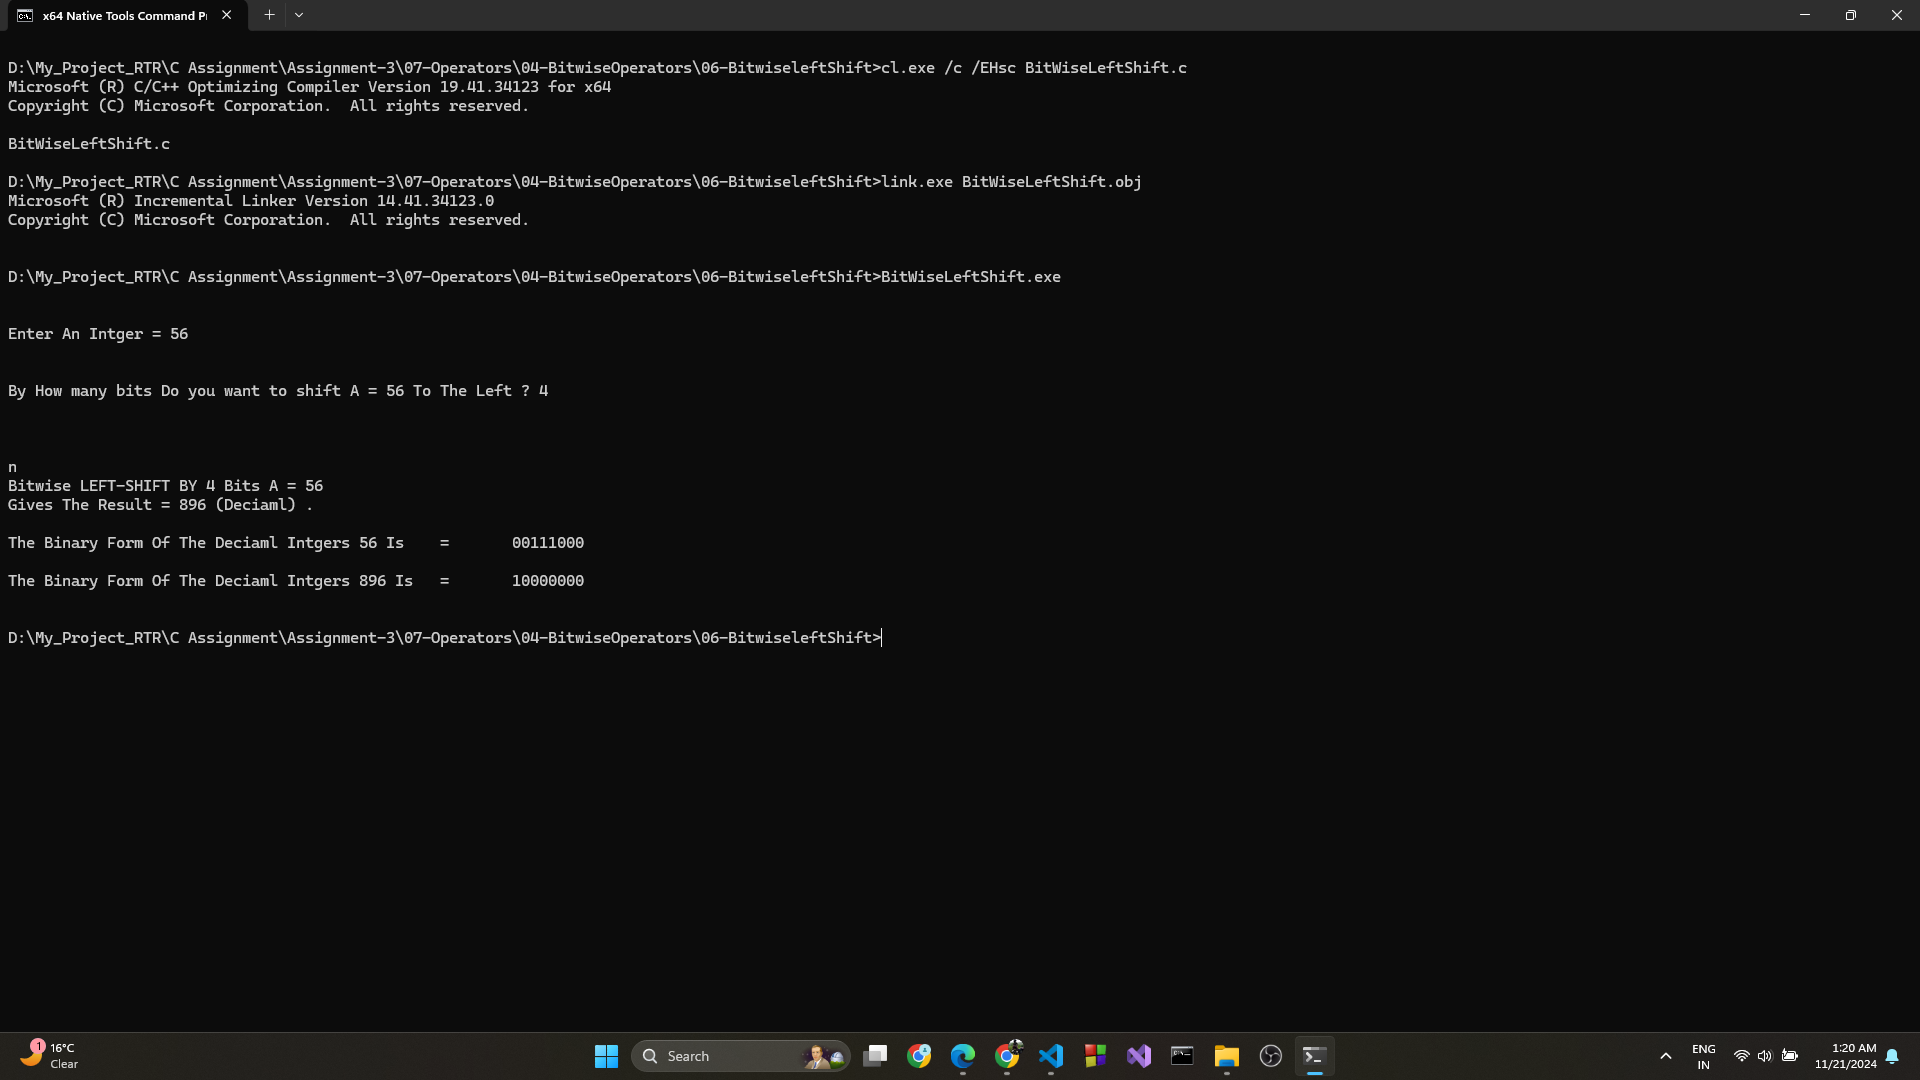 x64 Native Tools Command P
D:\My_Project_RTR\C Assignment\Assignment-3\07-Operators\04-BitwiseOperators\06-BitwiseleftShift>cl.exe /c /EHsc BitWiseLeftShift.c
Microsoft (R) C/C++ Optimizing Compiler Version 19.41.34123 for x64
Copyright (C) Microsoft Corporation.  All rights reserved.
BitWiseLeftShift.c
D:\My_Project_RTR\C Assignment\Assignment-3\07-Operators\04-BitwiseOperators\06-BitwiseleftShift>link.exe BitWiseLeftShift.obj
Microsoft (R) Incremental Linker Version 14.41.34123.0
Copyright (C) Microsoft Corporation.  All rights reserved.
D:\My_Project_RTR\C Assignment\Assignment-3\07-Operators\04-BitwiseOperators\06-BitwiseleftShift>BitWiseLeftShift.exe
Enter An Intger = 56
By How many bits Do you want to shift A = 56 To The Left ? 4
n
Bitwise LEFT-SHIFT BY 4 Bits A = 56
Gives The Result = 896 (Deciaml) .
The Binary Form Of The Deciaml Intgers 56 Is    =       00111000
The Binary Form Of The Deciaml Intgers 896 Is   =       10000000
D:\My_Project_RTR\C Assignment\Assignment-3\07-Operators\04-BitwiseOperators\06-BitwiseleftShift>
1
16°C
Clear
Search
ENG
IN
1:20 AM
11/21/2024